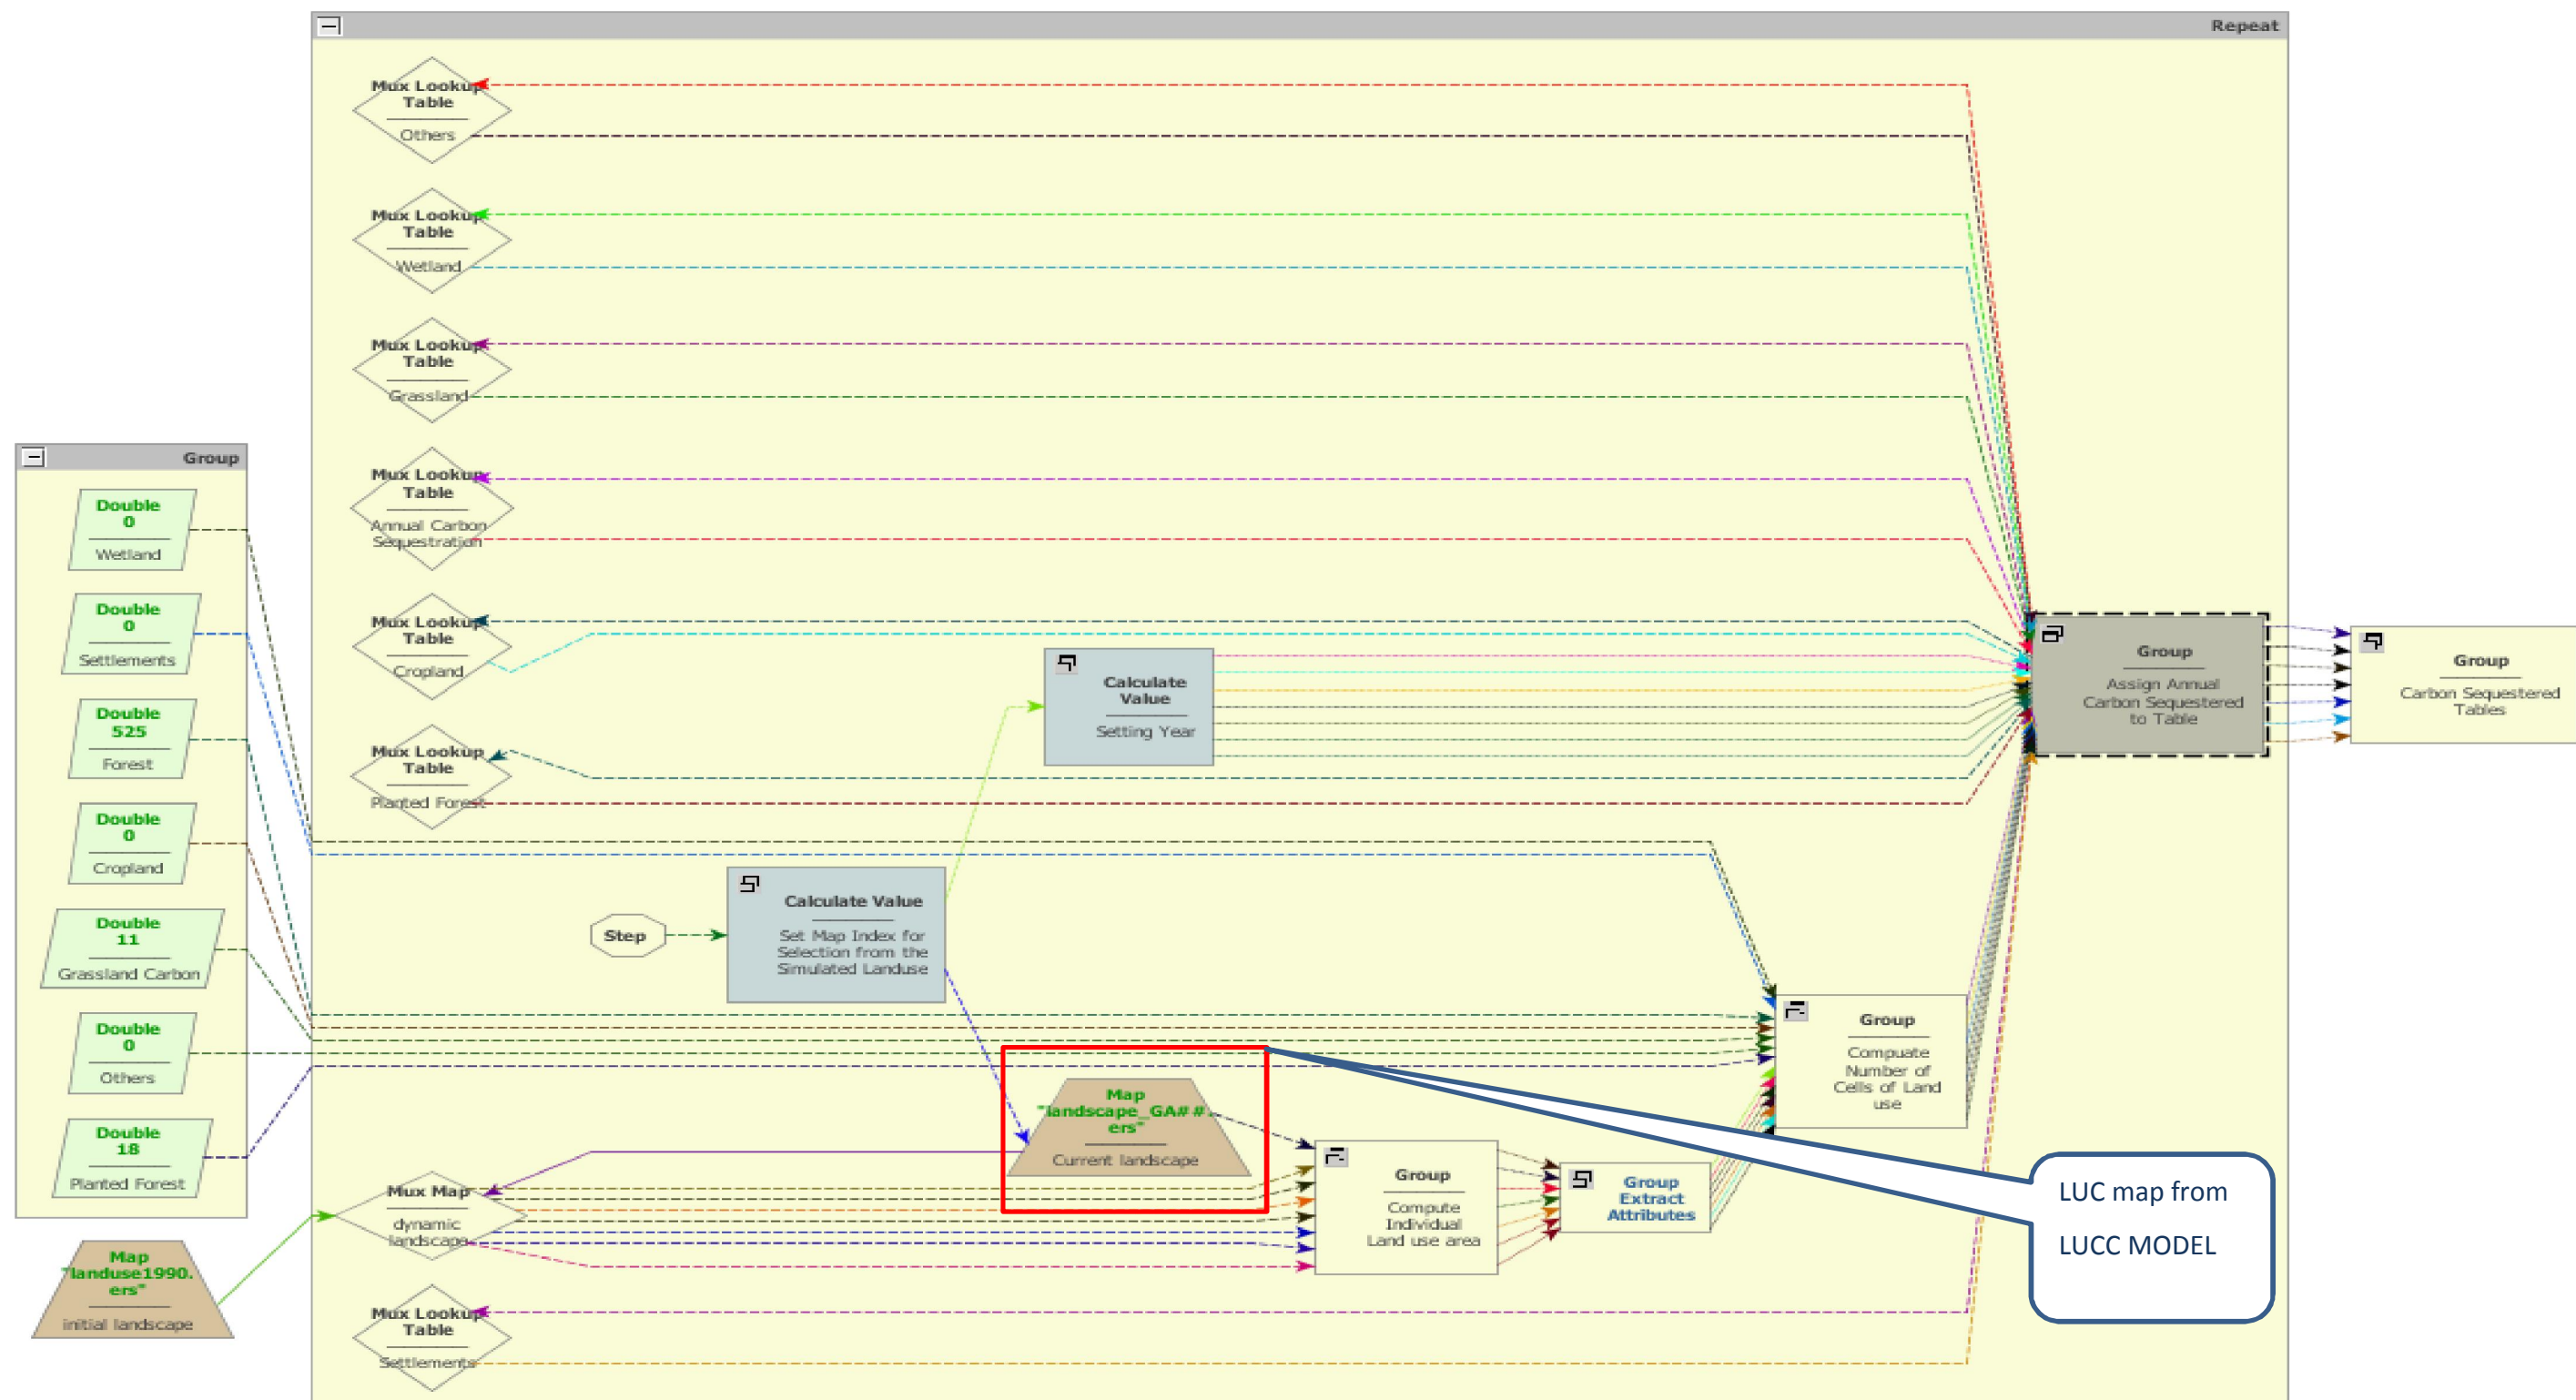 Repeat
Mux Lookup
Table
Others
Mux Lookup
Table
Wetland
Mux Lookup
Table
Grassland
Mux Lookup
Table
Annual Carbon
Sequestration
Mux Lookup
Table
Cropland
Mux Lookup
Table
Planted Forest
Group
Double
0
Wetland
Double
0
Settlements
Double
525
Forest
Double
0
Cropland
Double
11
Grassland Carbon
Double
0
Others
Double
18
Planted Forest
Map
"landuse1990.
ers"
initial landscape
Step
Calculate Value
Set Map Index for
Selection from the
Simulated Landuse
Calculate
Value
Setting Year
Group
Assign Annual
Carbon Sequestered
to Table
Group
Carbon Sequestered
Tables
Group
Compuate
Number of
Cells of Land
use
Map
"landscape_GA##.
ers"
Current landscape
Mux Map
dynamic
landscape
Group
Compute
Individual
Land use area
Group
Extract
Attributes
LUC map from
LUCC MODEL
Mux Lookup
Table
Settlements